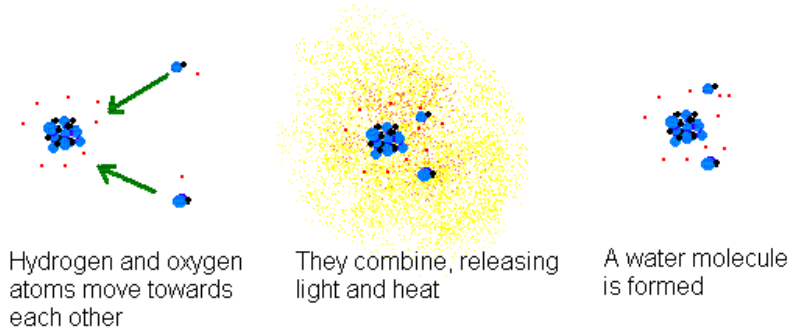 Hydrogen and oxygen
atoms move towards
each other
They combine, releasing
light and heat
A water molecule
is formed